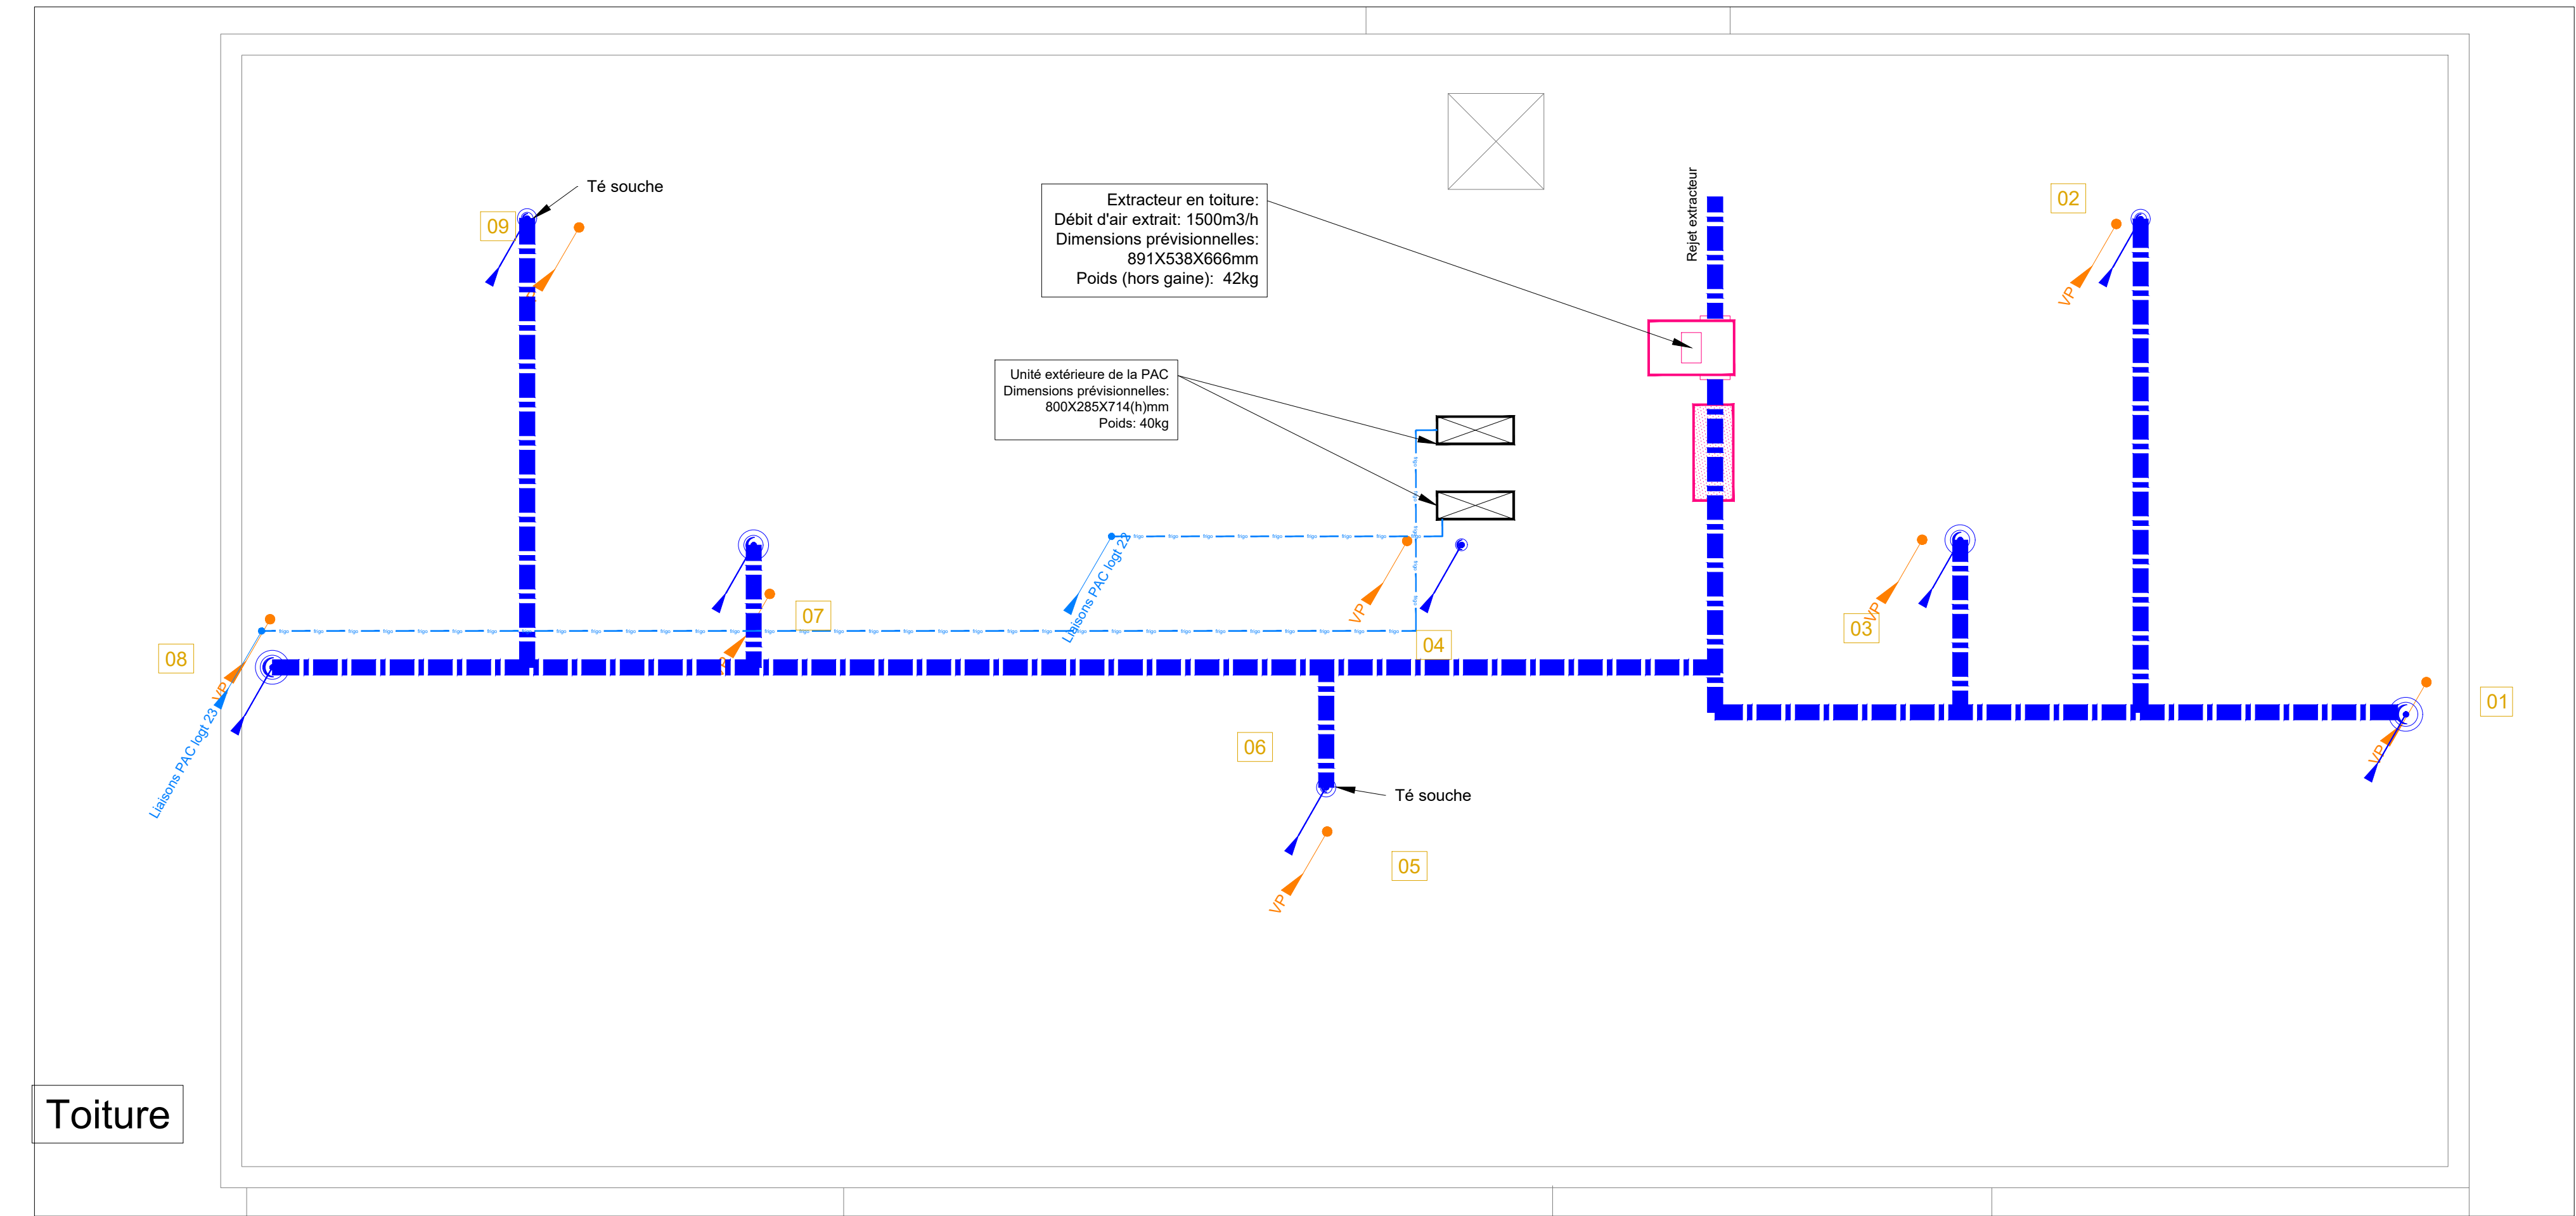 Té souche
09
02
Extracteur en toiture:
Débit d'air extrait: 1500m3/h
Dimensions prévisionnelles:
891X538X666mm
Poids (hors gaine): 42kg
Rejet extracteur
VP
Unité extérieure de la PAC
Dimensions prévisionnelles:
800X285X714(h)mm
Poids: 40kg
Liaisons PAC logt 22
VP
07
04
VP
03
08
VP
Liaisons PAC logt 23
01
VP
06
Té souche
05
VP
Toiture